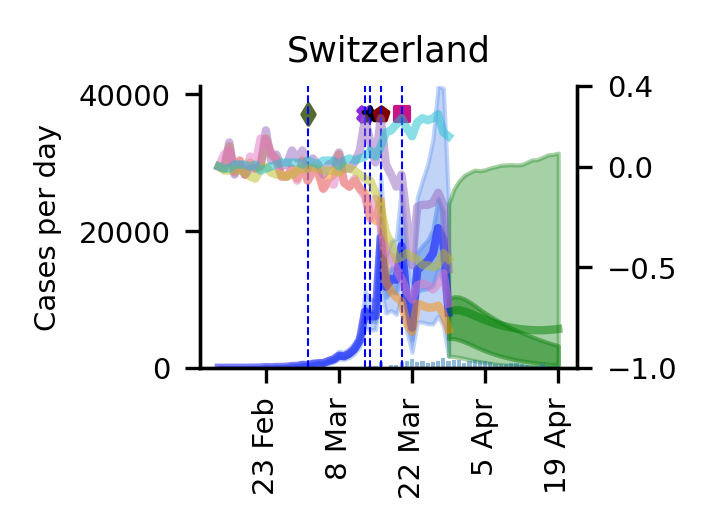 Switzerland
Cases per day
40000
20000
0
0.4
0.0
−0.5
−1.0
23 Feb
8 Mar
22 Mar
5 Apr
19 Apr